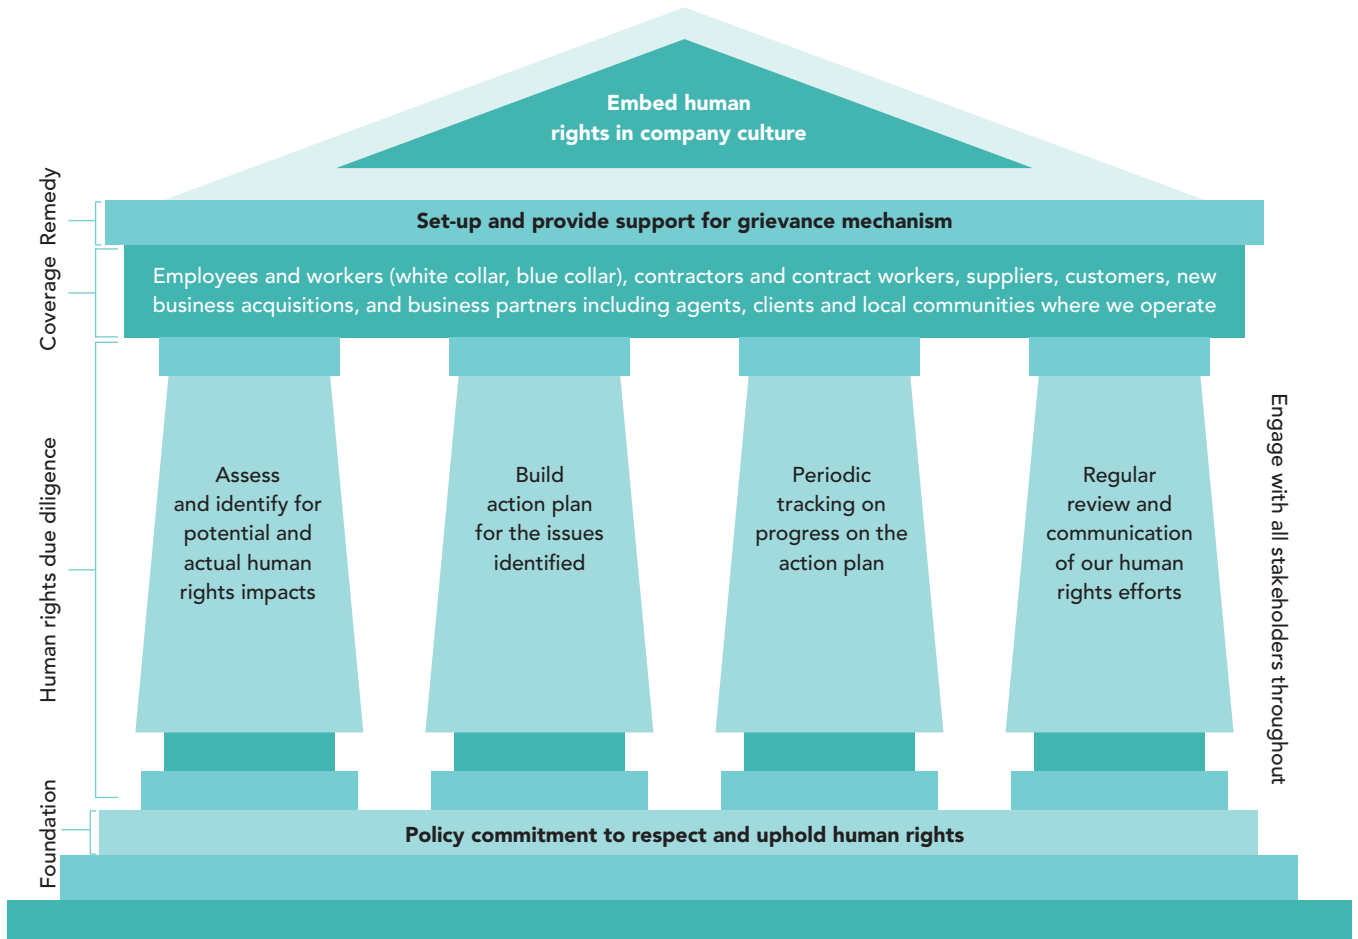 Embed human
rights in company culture
Remedy
Set-up and provide support for grievance mechanism
Coverage
Employees and workers (white collar, blue collar), contractors and contract workers, suppliers, customers, new
business acquisitions, and business partners including agents, clients and local communities where we operate
Human rights due diligence
Assess
and identify for
potential and
actual human
rights impacts
Build
action plan
for the issues
identified
Periodic
tracking on
progress on the
action plan
Regular
review and
communication
of our human
rights efforts
Engage with all stakeholders throughout
Foundation
Policy commitment to respect and uphold human rights